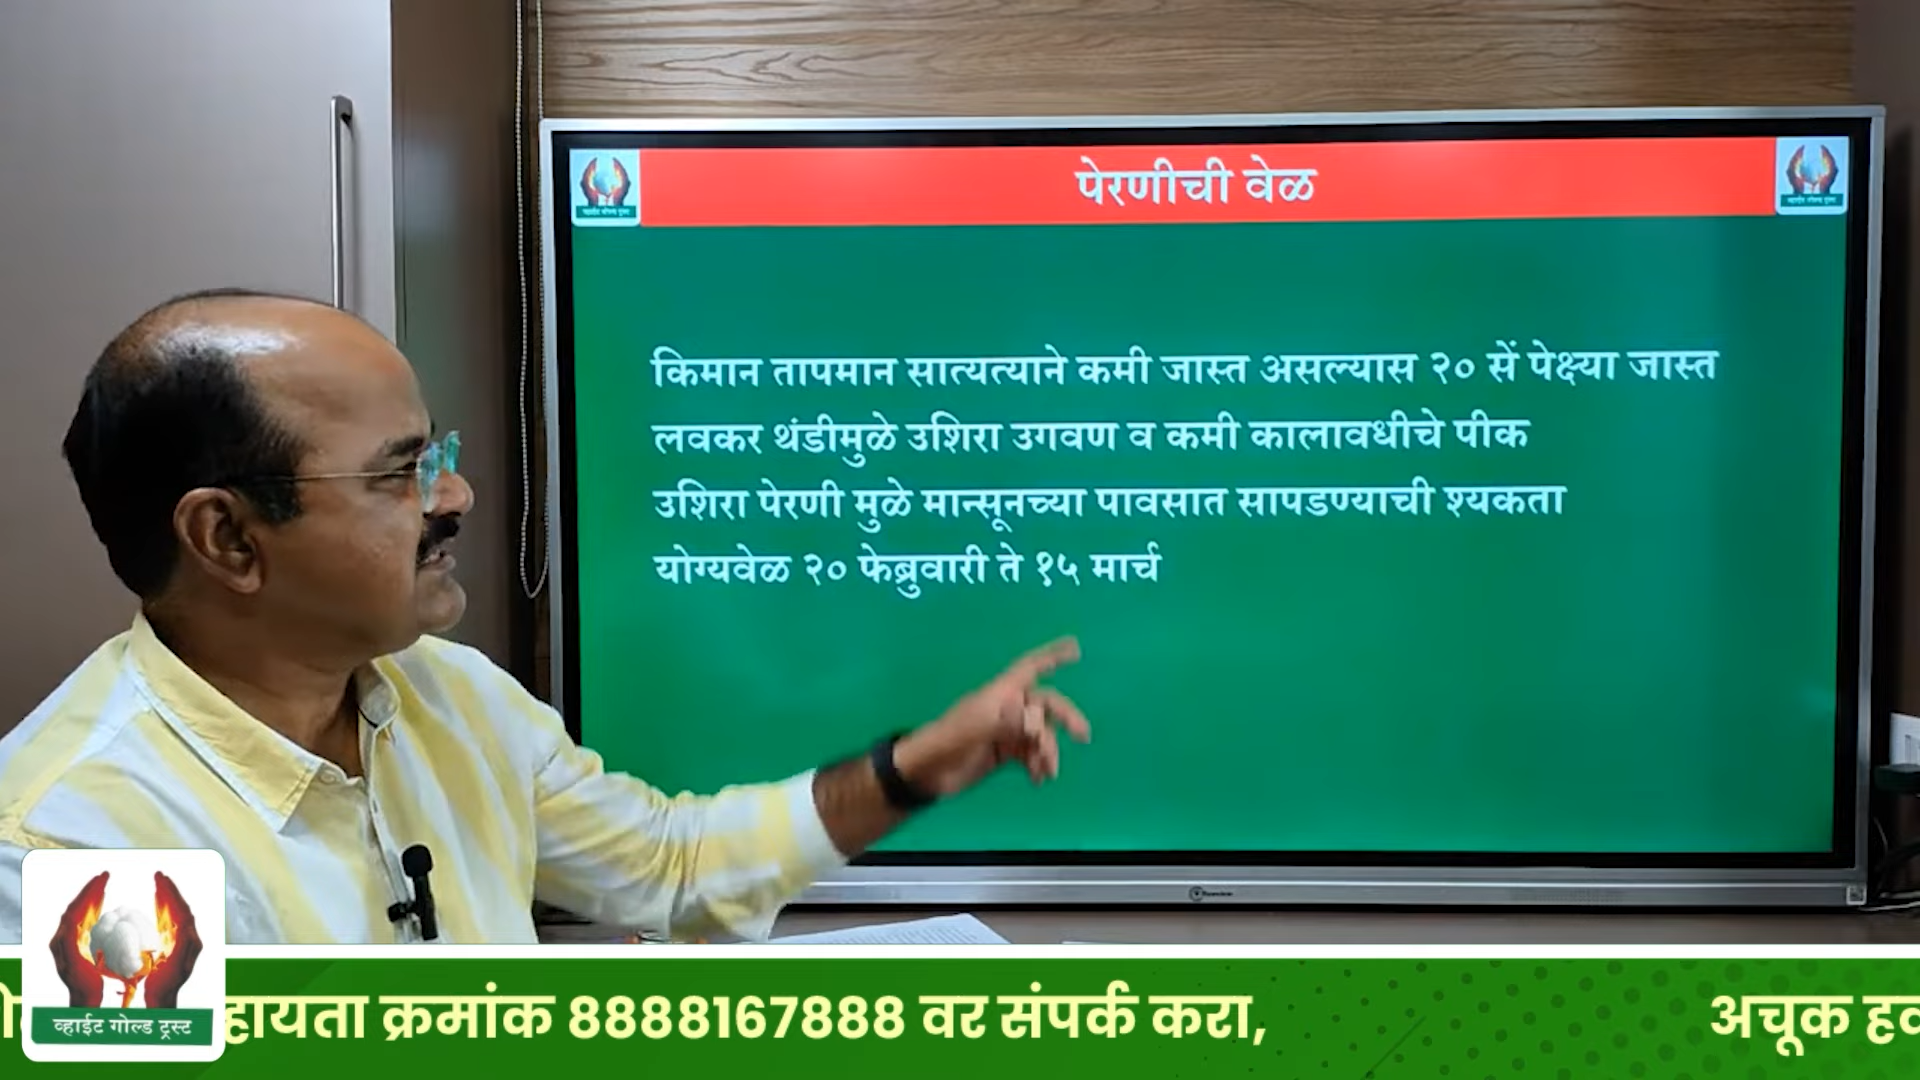 पेरणीची वेळ
किमान तापमान सात्यत्याने कमी जास्त असल्यास २० सें पेक्ष्या जास्त
लवकर थंडीमुळे उशिरा उगवण व कमी कालावधीचे पीक
उशिरा पेरणी मुळे मान्सूनच्या पावसात सापडण्याची श्यकता
योग्यवेळ २० फेब्रुवारी ते १५ मार्च
व्हाईट गोल्ड ट्रस्ट
हायता क्रमांक 8888167888 वर संपर्क करा,
अचूक हव